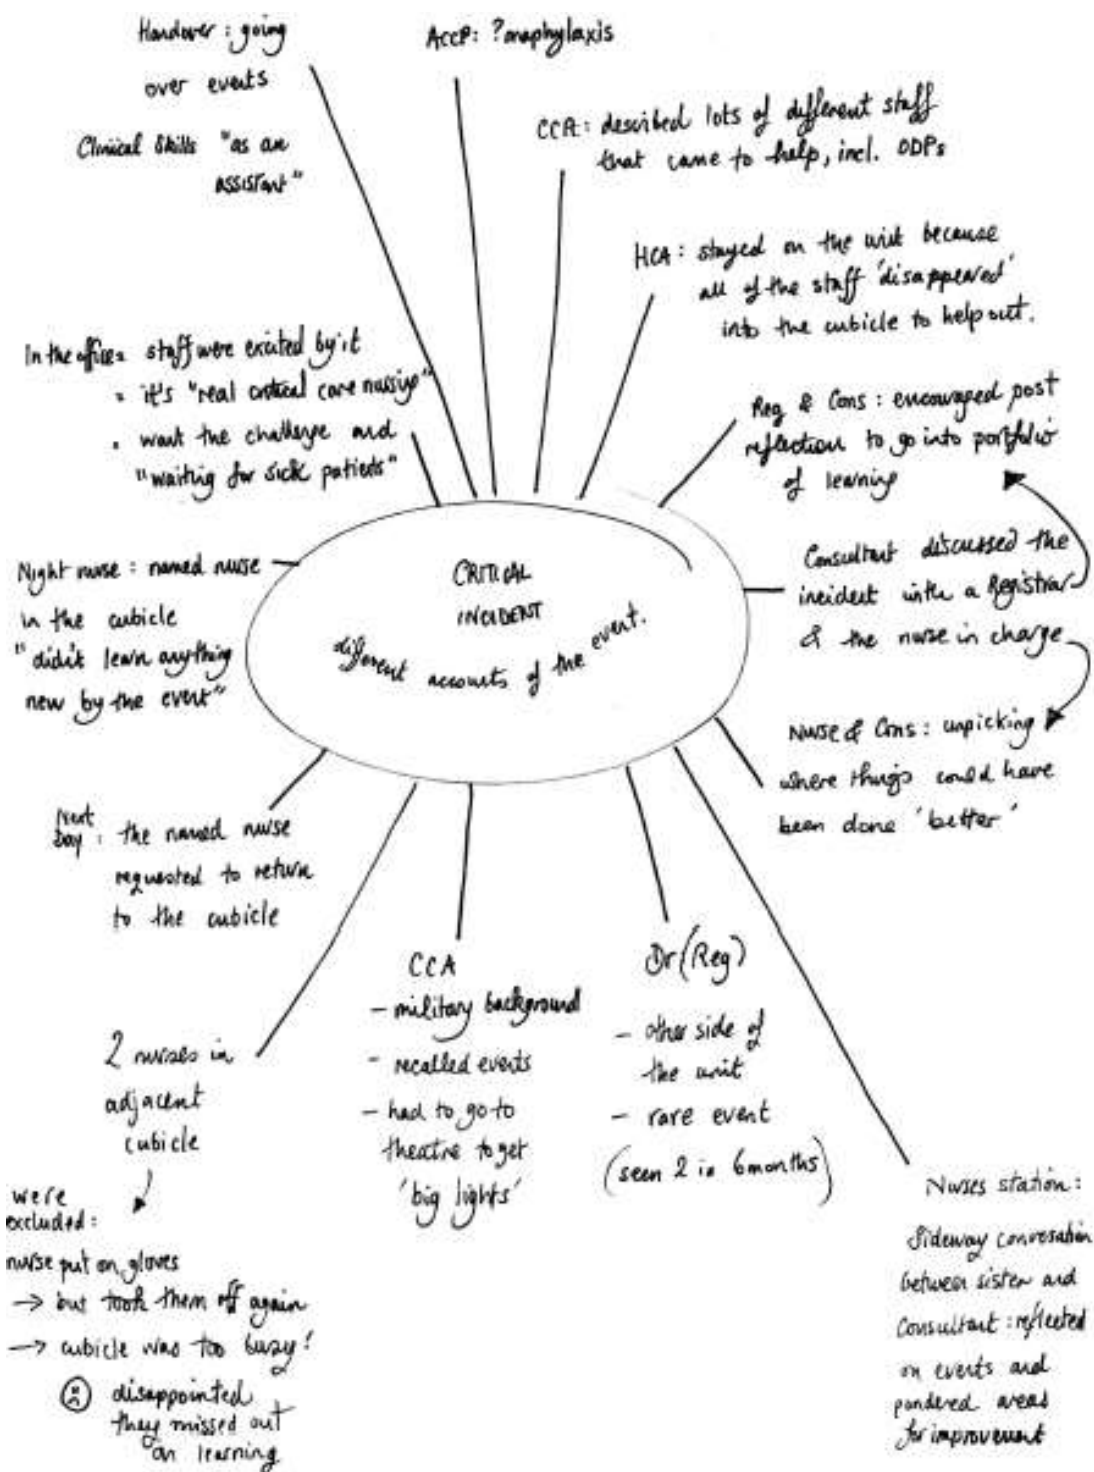 Handover : going
over events
Clinical Skills "as an
assistant"
ACCP: ?anaphylaxis
CCA: described lots of different staff
that came to help, incl. ODPs
HCA : stayed on the unit because
all of the staff 'disappeared'
into the cubicle to help out.
In the office = staff were excited by it
it's "real critical care nursing"
want the challenge and
"waiting for sick patients"
Reg & Cons : encouraged post
reflection to go into portfolio
of learning
Night nurse : named nurse
in the cubicle
"didn't learn anything
new by the event"
CRITICAL
INCIDENT
different accounts of the event.
Consultant discussed the
incident with a Registrar
& the nurse in charge
Nurse & Cons : unpicking
where things could have
been done 'better'
next
Day : the named nurse
requested to return
to the cubicle
2 nurses in
adjacent
cubicle
were
excluded :
nurse put on gloves
→ but took them off again
→ cubicle was too busy!
☹ disappointed
they missed out
on learning
CCA
- military background
- recalled events
- had to go to
theatre to get
'big lights'
Dr (Reg)
- other side of
the unit
- rare event
(seen 2 in 6 months)
Nurses station :
Sideway conversation
between sister and
Consultant : reflected
on events and
pondered areas
for improvement